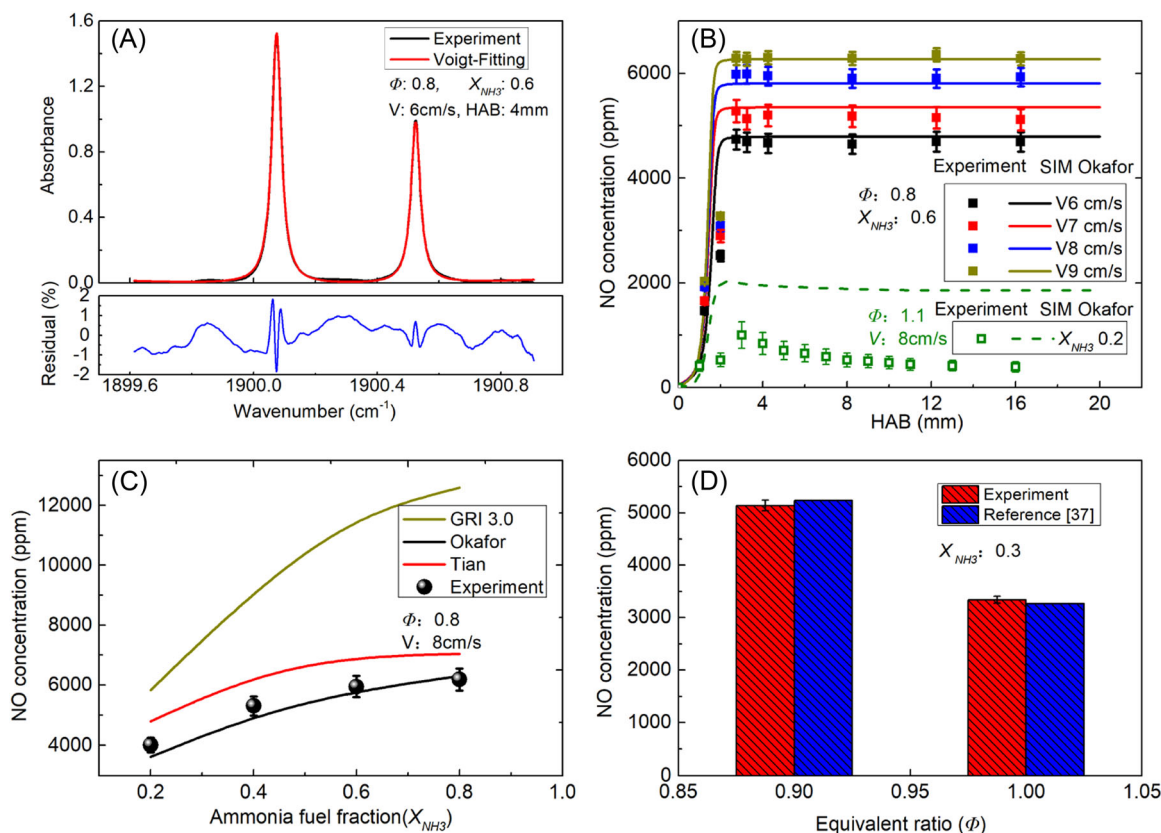 (A)
Experiment
Voigt-Fitting
Φ: 0.8, X_NH3: 0.6
V: 6cm/s, HAB: 4mm
Absorbance
1.6
1.2
0.8
0.4
0.0
Residual (%)
2
1
0
-1
-2
1899.6 1900.0 1900.4 1900.8
Wavenumber (cm⁻¹)
(B)
NO concentration (ppm)
6000
4000
2000
0
Φ: 0.8
X_NH3: 0.6
Experiment SIM Okafor
V6 cm/s
V7 cm/s
V8 cm/s
V9 cm/s
Φ: 1.1
V: 8cm/s
Experiment SIM Okafor
X_NH3 0.2
0 4 8 12 16 20
HAB (mm)
(C)
NO concentration (ppm)
12000
10000
8000
6000
4000
GRI 3.0
Okafor
Tian
Experiment
Φ: 0.8
V: 8cm/s
0.2 0.4 0.6 0.8 1.0
Ammonia fuel fraction(X_NH3)
(D)
NO concentration (ppm)
6000
5000
4000
3000
2000
1000
0
Experiment
Reference [37]
X_NH3: 0.3
0.85 0.90 0.95 1.00 1.05
Equivalent ratio (Φ)